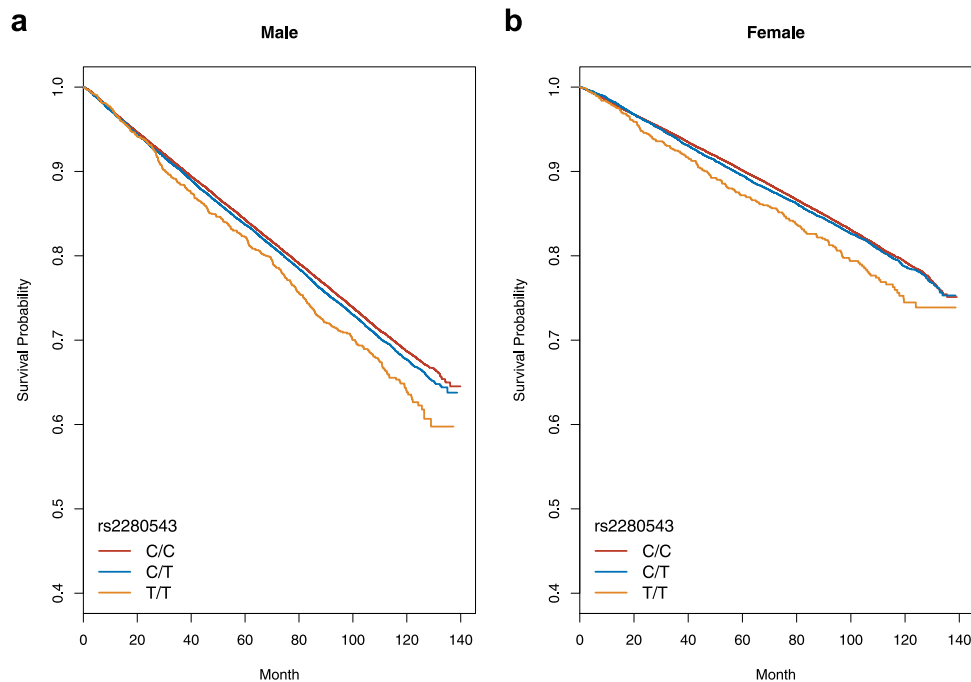 a
Male
Survival Probability
1.0
0.9
0.8
0.7
0.6
0.5
0.4
rs2280543
C/C
C/T
T/T
0 20 40 60 80 100 120 140
Month
b
Female
Survival Probability
1.0
0.9
0.8
0.7
0.6
0.5
0.4
rs2280543
C/C
C/T
T/T
0 20 40 60 80 100 120 140
Month